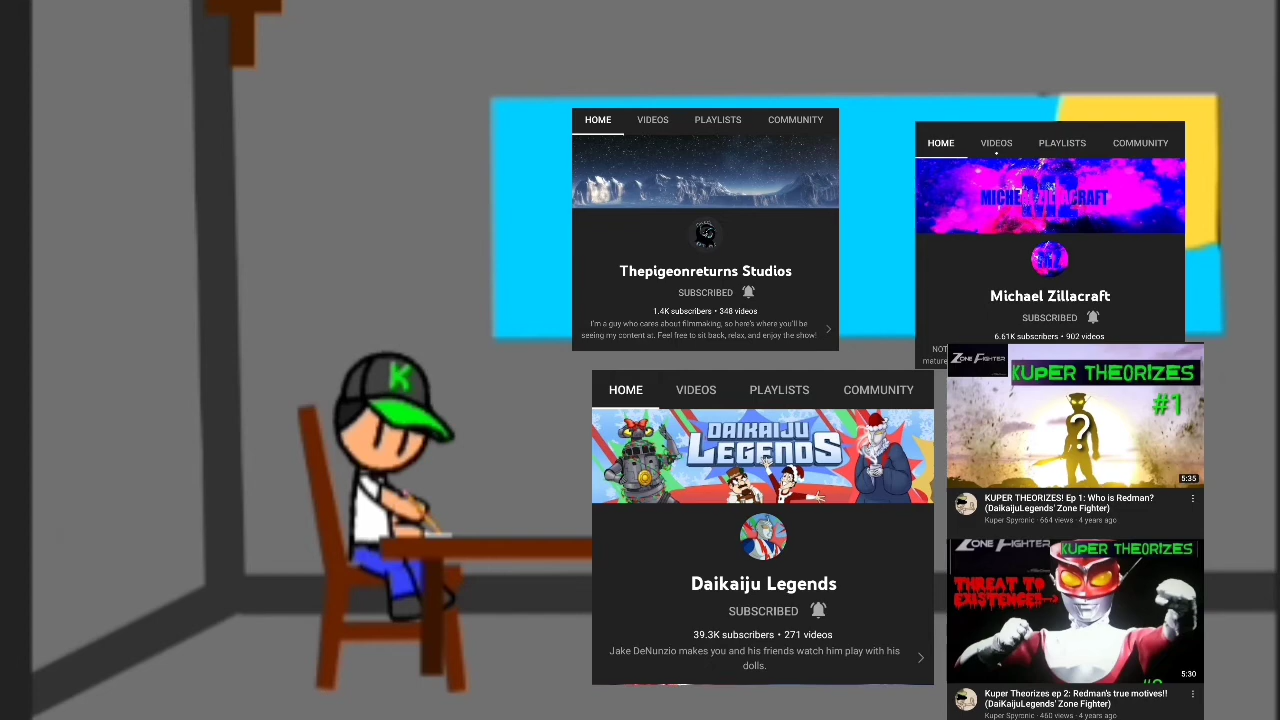 HOME VIDEOS PLAYLISTS COMMUNITY
Thepigeonreturns Studios
SUBSCRIBED
1.4K subscribers • 348 videos
I'm a guy who cares about filmmaking, so here's where you'll be
seeing my content at. Feel free to sit back, relax, and enjoy the show!
HOME VIDEOS PLAYLISTS COMMUNITY
Michael Zillacraft
SUBSCRIBED
6.61K subscribers • 902 videos
NOT
mature
K
HOME VIDEOS PLAYLISTS COMMUNITY
DAIKAIJU
LEGENDS
Daikaiju Legends
SUBSCRIBED
39.3K subscribers • 271 videos
Jake DeNunzio makes you and his friends watch him play with his
dolls.
ZONE FIGHTER
KUPER THEORIZES
#1
?
5:35
KUPER THEORIZES! Ep 1: Who is Redman?
(DaikaijuLegends' Zone Fighter)
Kuper Spyronic · 664 views · 4 years ago
ZONE FIGHTER
KUPER THEORIZES
THREAT TO
EXISTENCE!!->
5:30
Kuper Theorizes ep 2: Redman's true motives!!
(DaiKaijuLegends' Zone Fighter)
Kuper Spyronic · 460 views · 4 years ago